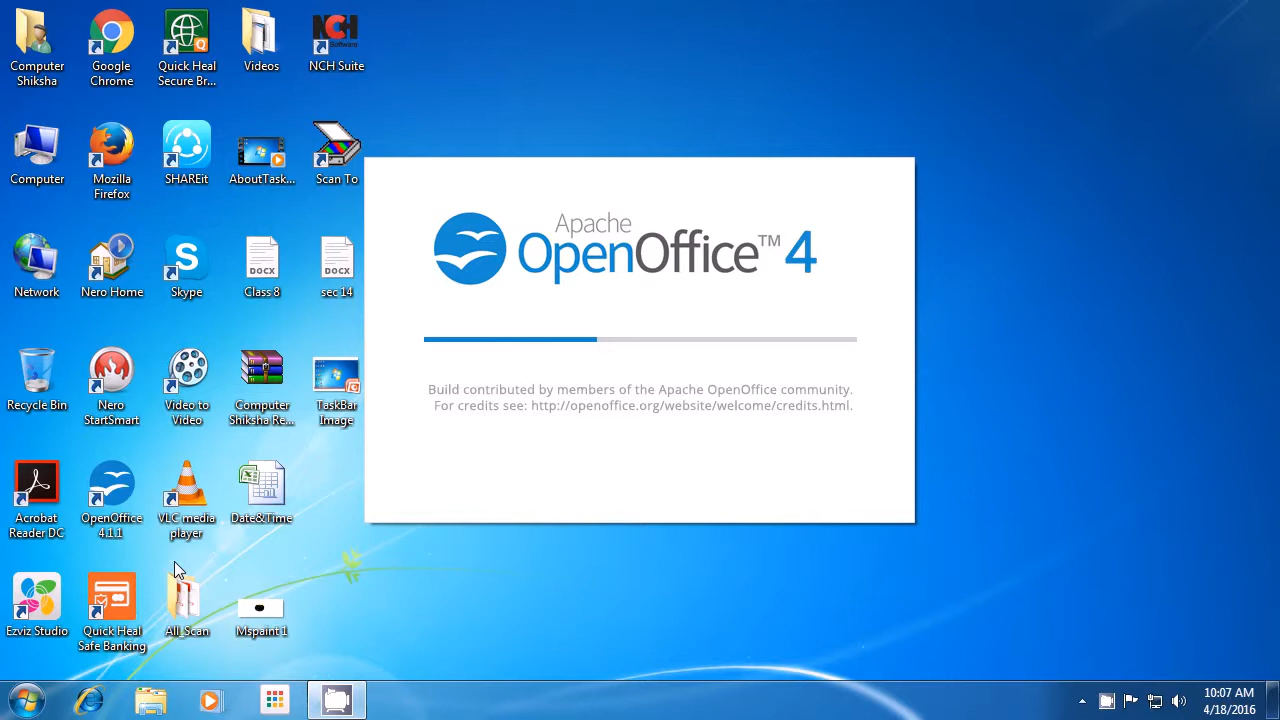 Computer
Shiksha
Google
Chrome
Quick Heal
Secure Br...
Videos
NCH
Software
NCH Suite
Computer
Mozilla
Firefox
SHAREit
AboutTask...
Scan To
Network
Nero Home
S
Skype
DOCX
Class 8
DOCX
sec 14
Recycle Bin
Nero
StartSmart
Video to
Video
Computer
Shiksha Re...
TaskBar
Image
Acrobat
Reader DC
OpenOffice
4.1.1
VLC media
player
Date&Time
Ezviz Studio
Quick Heal
Safe Banking
All_Scan
Mspaint 1
Apache
OpenOffice™ 4
Build contributed by members of the Apache OpenOffice community.
For credits see: http://openoffice.org/website/welcome/credits.html.
10:07 AM
4/18/2016